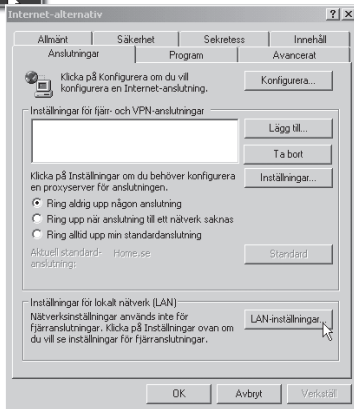 Internet-alternativ
Allmänt Säkerhet Sekretess Innehåll
Anslutningar Program Avancerat
Klicka på Konfigurera om du vill
konfigurera en Internet-anslutning.
Konfigurera...
Inställningar för fjärr- och VPN-anslutningar
Lägg till...
Ta bort
Klicka på Inställningar om du behöver konfigurera
en proxyserver för anslutningen.
Inställningar...
Ring aldrig upp någon anslutning
Ring upp när anslutning till ett nätverk saknas
Ring alltid upp min standardanslutning
Aktuell standard- Home.se
anslutning:
Standard
Inställningar för lokalt nätverk (LAN)
Nätverksinställningar används inte för
fjärranslutningar. Klicka på Inställningar ovan om
du vill se inställningar för fjärranslutningar.
LAN-inställningar...
OK Avbryt Verkställ